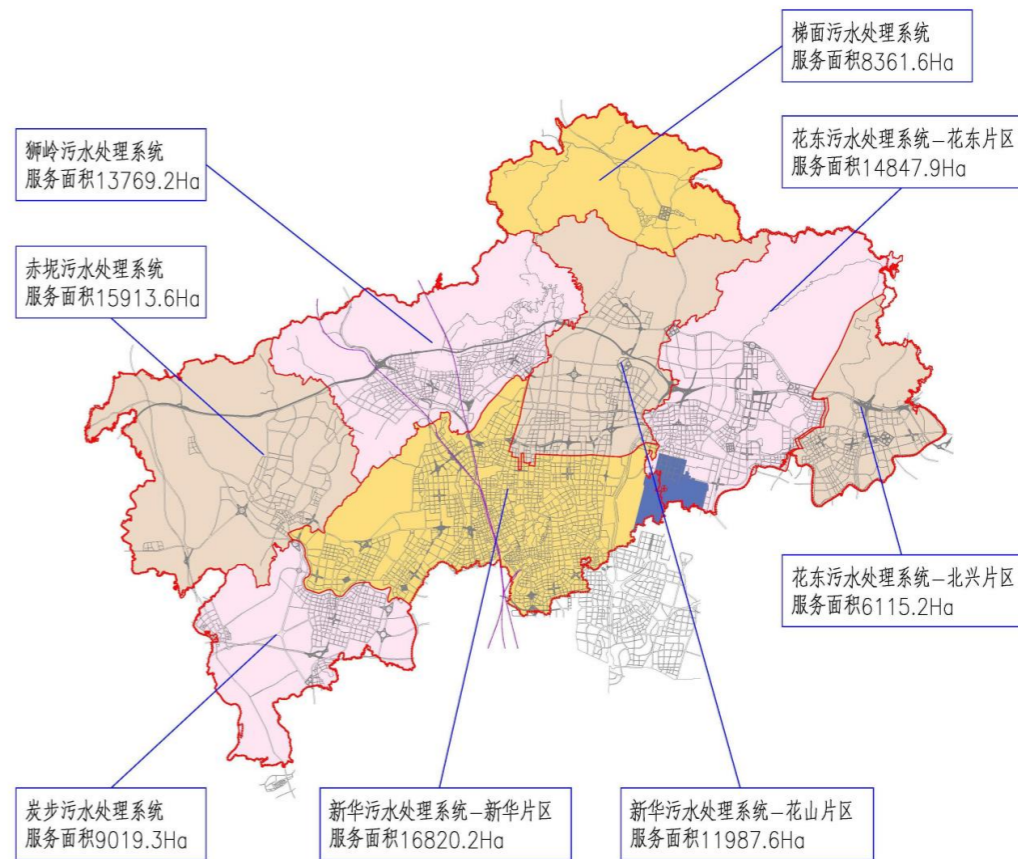 梯面污水处理系统
服务面积8361.6Ha
狮岭污水处理系统
服务面积13769.2Ha
花东污水处理系统-花东片区
服务面积14847.9Ha
赤坭污水处理系统
服务面积15913.6Ha
花东污水处理系统-北兴片区
服务面积6115.2Ha
炭步污水处理系统
服务面积9019.3Ha
新华污水处理系统-新华片区
服务面积16820.2Ha
新华污水处理系统-花山片区
服务面积11987.6Ha